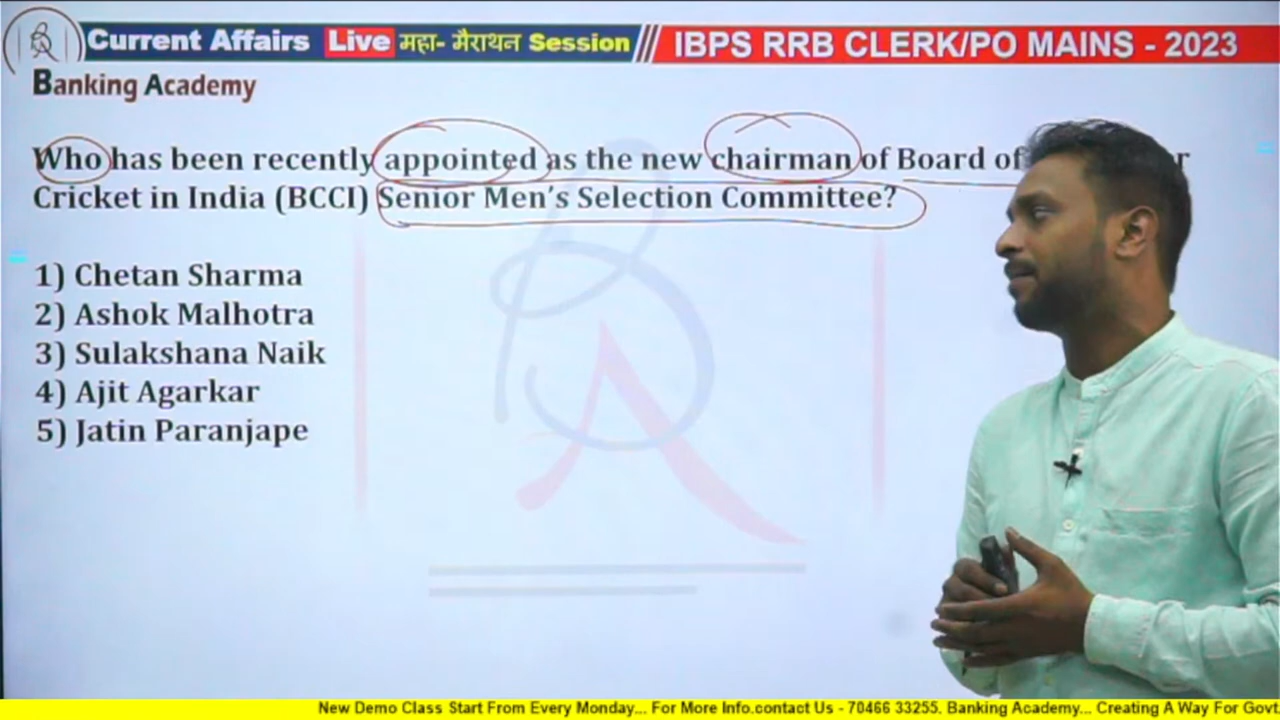 Current Affairs Live महा- मैराथन Session // IBPS RRB CLERK/PO MAINS - 2023
Banking Academy
Who has been recently appointed as the new chairman of Board of
Cricket in India (BCCI) Senior Men's Selection Committee?
1) Chetan Sharma
2) Ashok Malhotra
3) Sulakshana Naik
4) Ajit Agarkar
5) Jatin Paranjape
New Demo Class Start From Every Monday... For More Info.contact Us - 70466 33255. Banking Academy... Creating A Way For Govt.